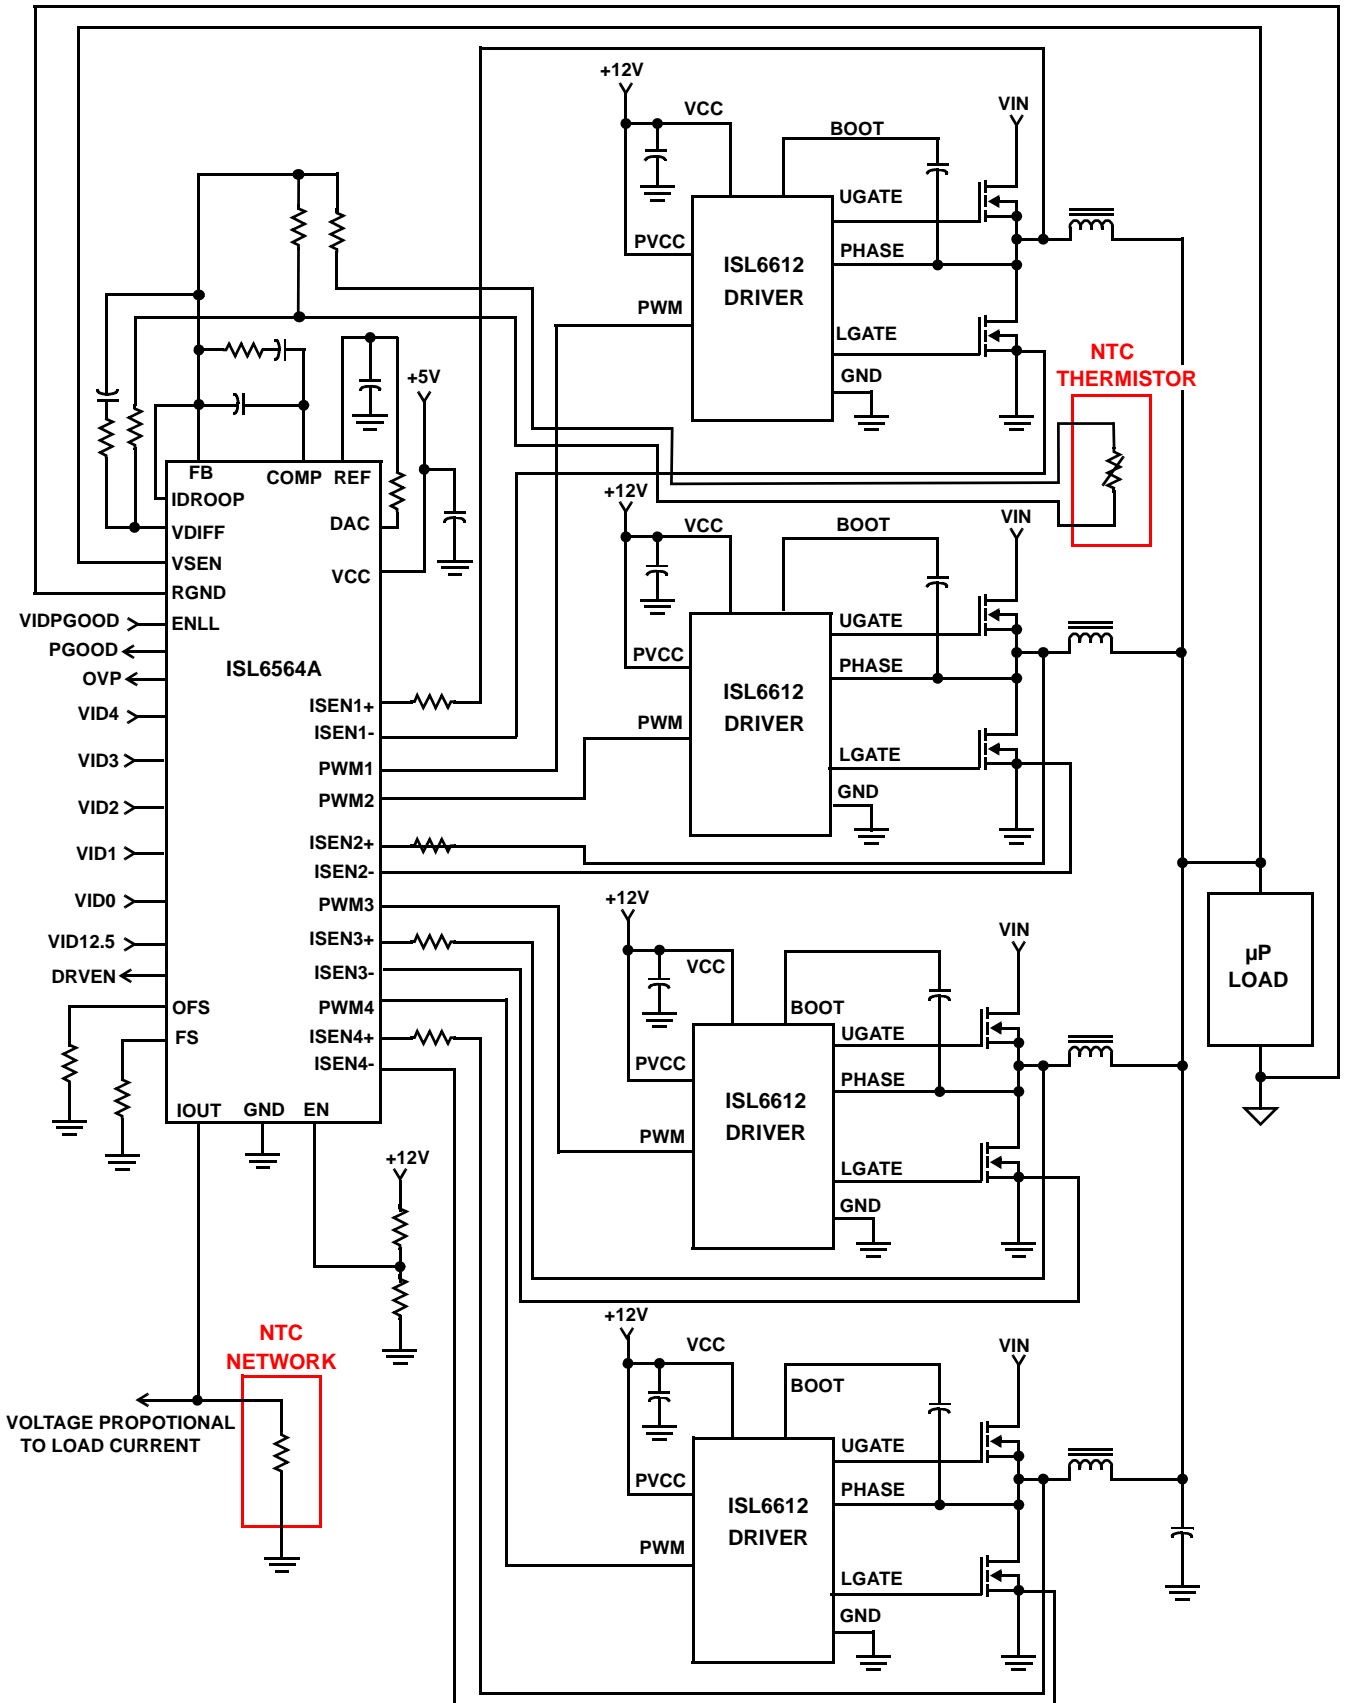 +12V
VCC
VIN
BOOT
UGATE
PVCC
PHASE
ISL6612
DRIVER
PWM
LGATE
GND
NTC
THERMISTOR
+5V
FB
COMP
REF
IDROOP
DAC
VDIFF
VSEN
VCC
RGND
VIDPGOOD
ENLL
PGOOD
OVP
ISL6564A
VID4
ISEN1+
ISEN1-
VID3
PWM1
PWM2
VID2
VID1
ISEN2+
ISEN2-
VID0
PWM3
VID12.5
ISEN3+
DRVEN
ISEN3-
OFS
PWM4
FS
ISEN4+
ISEN4-
IOUT
GND
EN
+12V
+12V
VCC
BOOT
VIN
UGATE
PVCC
PHASE
ISL6612
DRIVER
PWM
LGATE
GND
+12V
VCC
VIN
BOOT
UGATE
PVCC
PHASE
ISL6612
DRIVER
PWM
LGATE
GND
µP
LOAD
NTC
NETWORK
VOLTAGE PROPOTIONAL
TO LOAD CURRENT
+12V
VCC
VIN
BOOT
UGATE
PVCC
PHASE
ISL6612
DRIVER
PWM
LGATE
GND